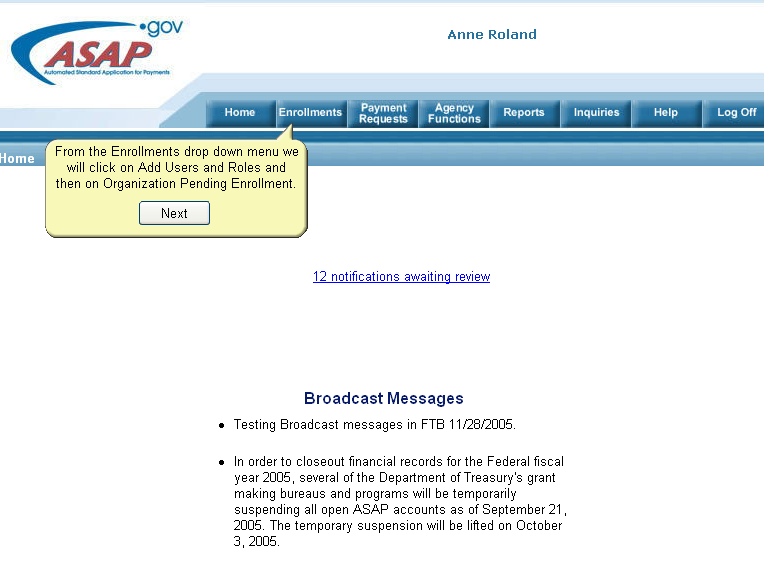 .gov
ASAP
Automated Standard Application for Payments
Anne Roland
Home
Enrollments
Payment
Requests
Agency
Functions
Reports
Inquiries
Help
Log Off
Home
From the Enrollments drop down menu we
will click on Add Users and Roles and
then on Organization Pending Enrollment.
Next
12 notifications awaiting review
Broadcast Messages
• Testing Broadcast messages in FTB 11/28/2005.
• In order to closeout financial records for the Federal fiscal
year 2005, several of the Department of Treasury's grant
making bureaus and programs will be temporarily
suspending all open ASAP accounts as of September 21,
2005. The temporary suspension will be lifted on October
3, 2005.